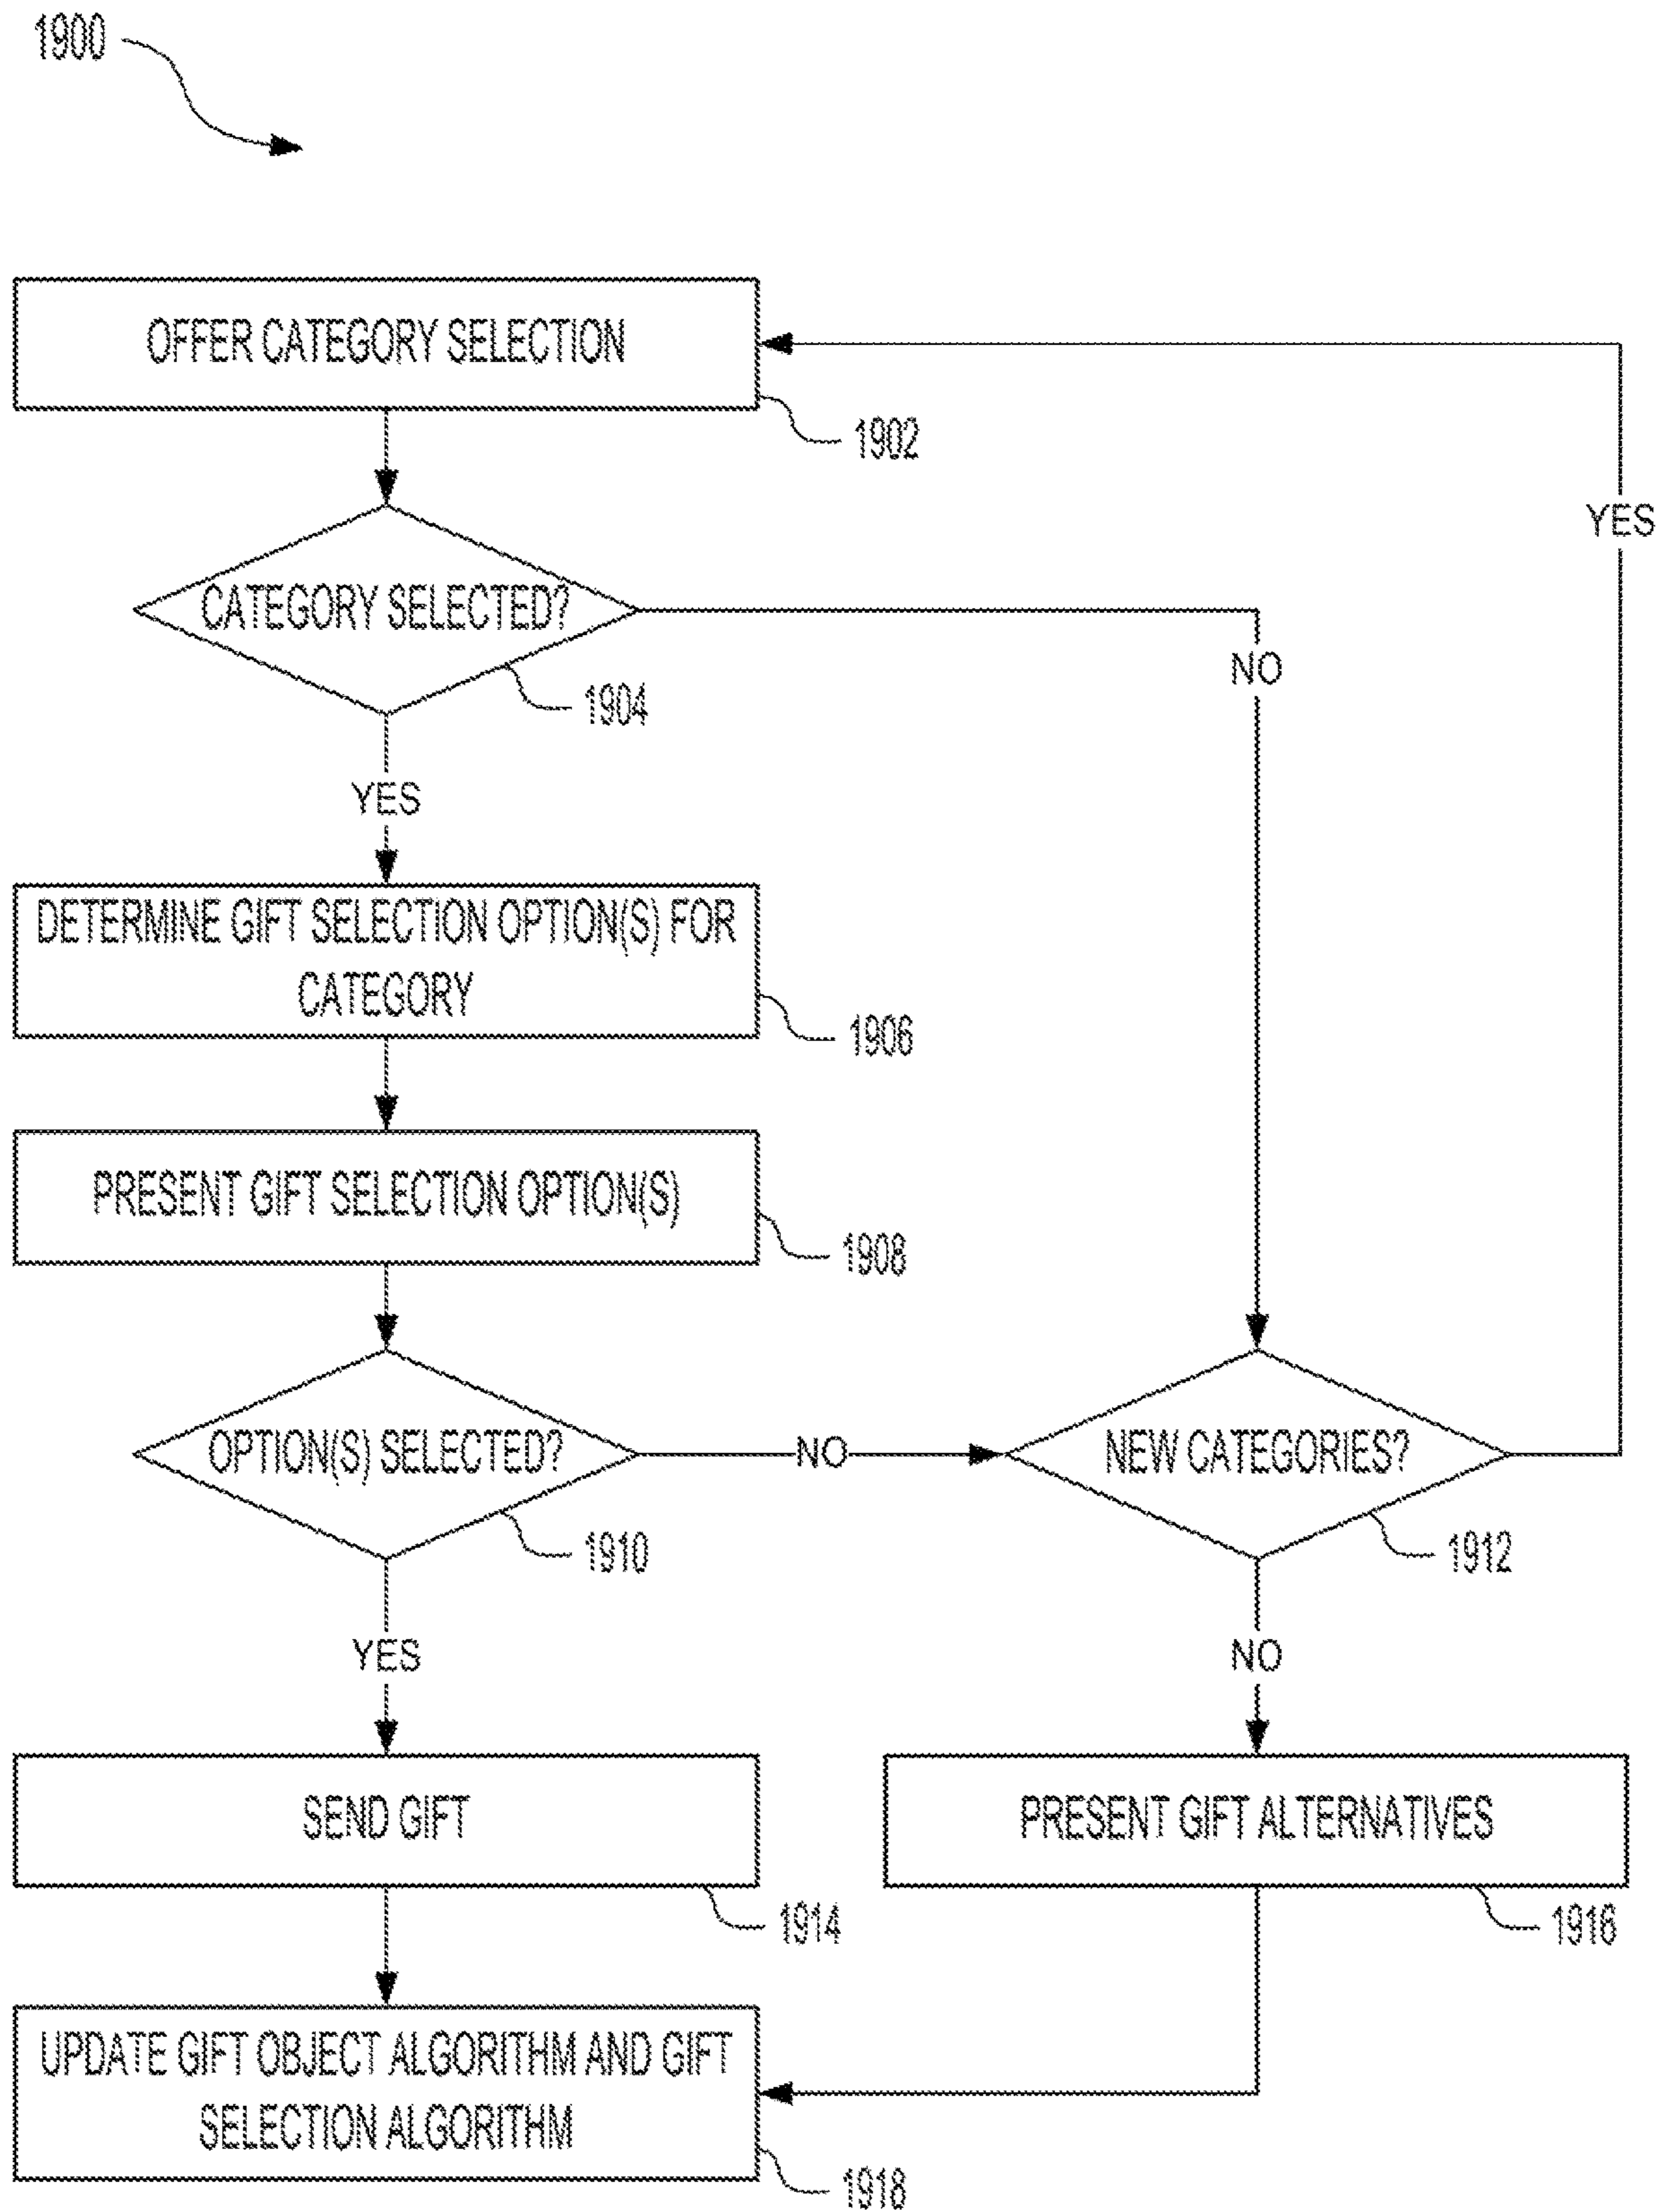 1900
OFFER CATEGORY SELECTION
1902
YES
CATEGORY SELECTED?
NO
1904
YES
DETERMINE GIFT SELECTION OPTION(S) FOR
CATEGORY
1906
PRESENT GIFT SELECTION OPTION(S)
1908
OPTION(S) SELECTED?
NO
NEW CATEGORIES?
1910
1912
YES
NO
SEND GIFT
PRESENT GIFT ALTERNATIVES
1914
1916
UPDATE GIFT OBJECT ALGORITHM AND GIFT
SELECTION ALGORITHM
1918